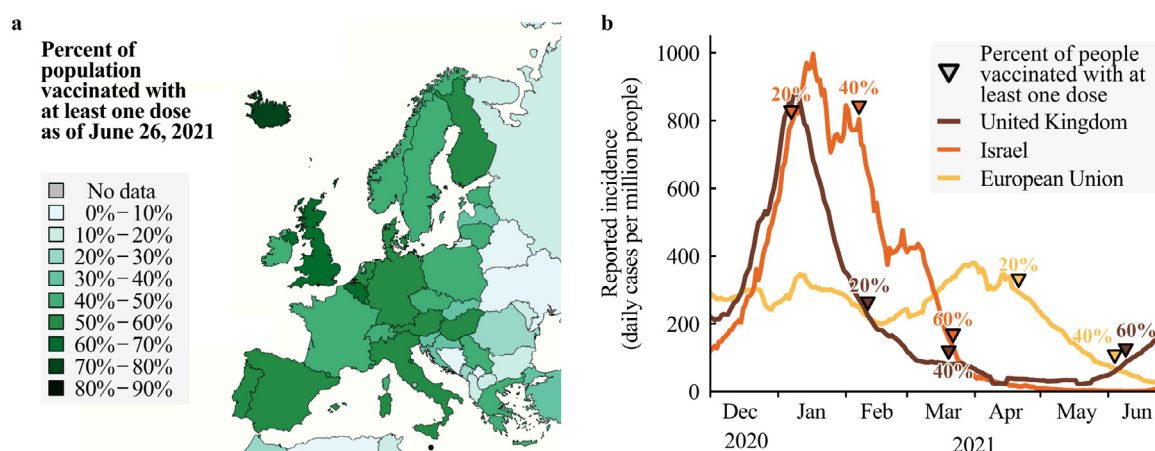 a
Percent of
population
vaccinated with
at least one dose
as of June 26, 2021
No data
0%–10%
10%–20%
20%–30%
30%–40%
40%–50%
50%–60%
60%–70%
70%–80%
80%–90%
b
Reported incidence
(daily cases per million people)
1000
800
600
400
200
0
Percent of people
vaccinated with at
least one dose
United Kingdom
Israel
European Union
20%
40%
20%
20%
60%
40%
40%
60%
Dec
Jan
Feb
Mar
Apr
May
Jun
2020
2021